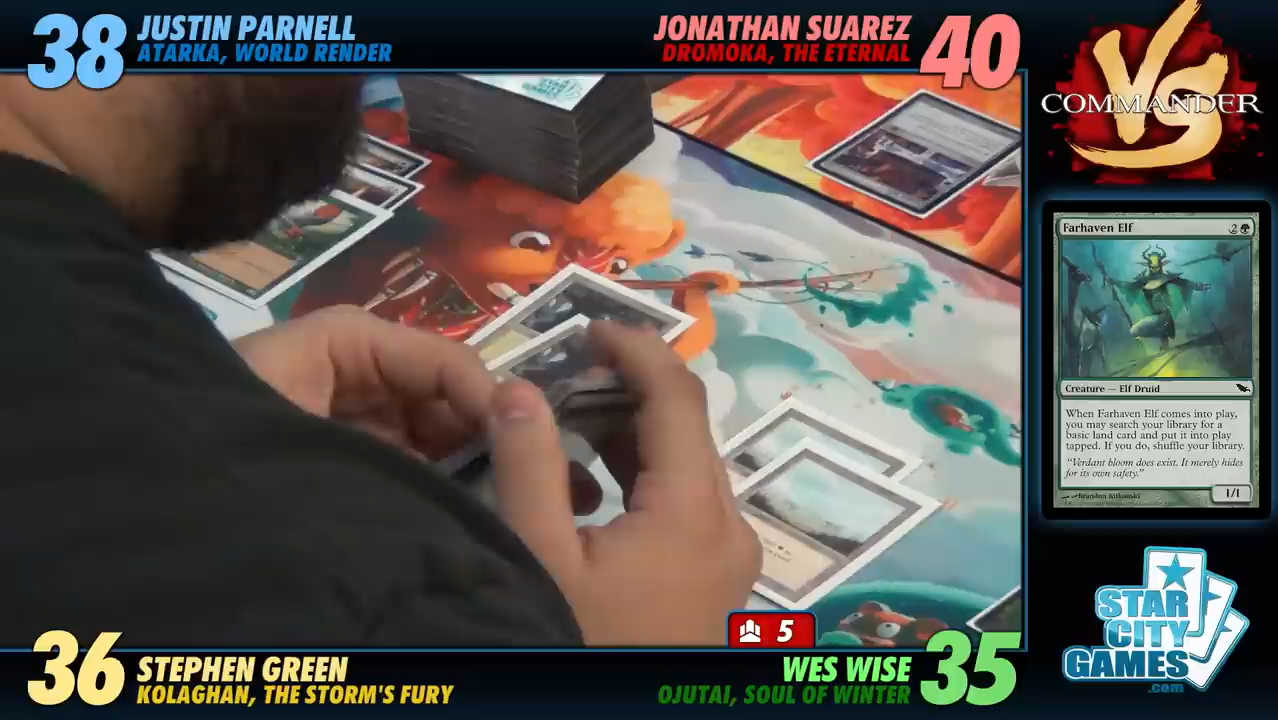 38
JUSTIN PARNELL
ATARKA, WORLD RENDER
JONATHAN SUAREZ
DROMOKA, THE ETERNAL
40
VS
COMMANDER
Farhaven Elf
2
Creature — Elf Druid
When Farhaven Elf comes into play,
you may search your library for a
basic land card and put it into play
tapped. If you do, shuffle your library.
"Verdant bloom does exist. It merely hides
for its own safety."
1/1
STAR
CITY
GAMES
.com
5
36
STEPHEN GREEN
KOLAGHAN, THE STORM'S FURY
WES WISE
OJUTAI, SOUL OF WINTER
35